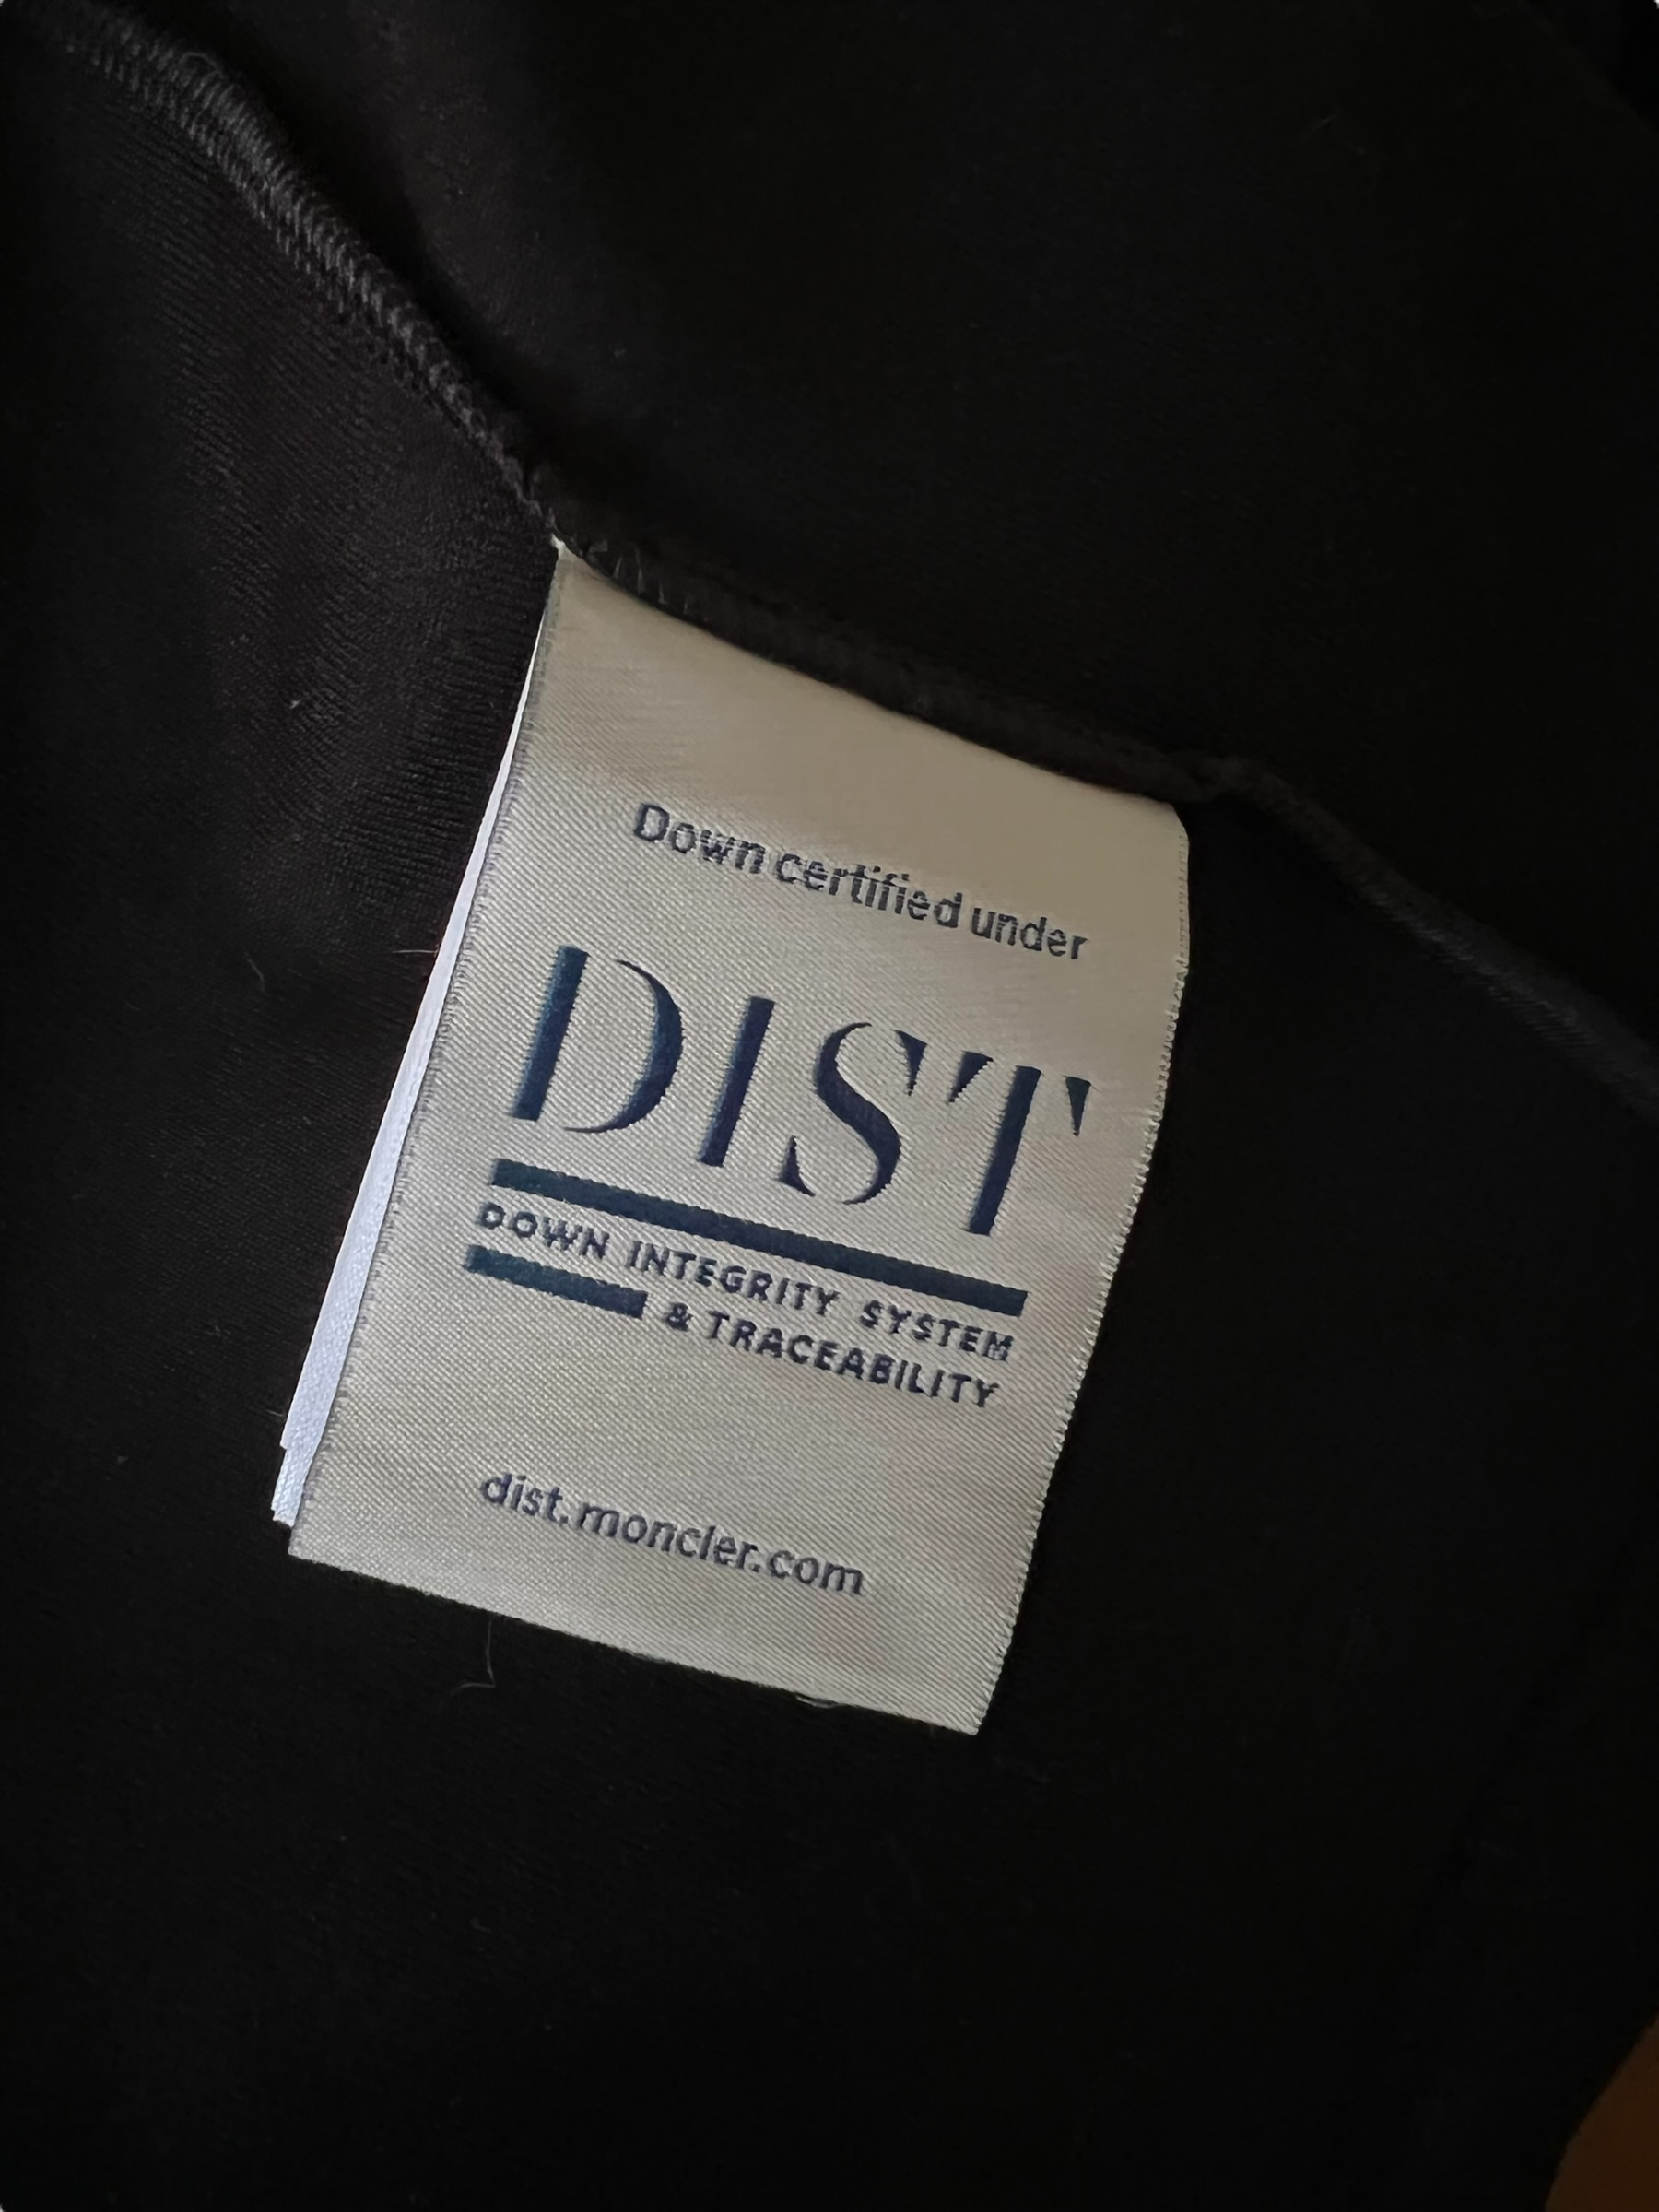 Down certified under
DIST
DOWN INTEGRITY SYSTEM
& TRACEABILITY
dist.moncler.com